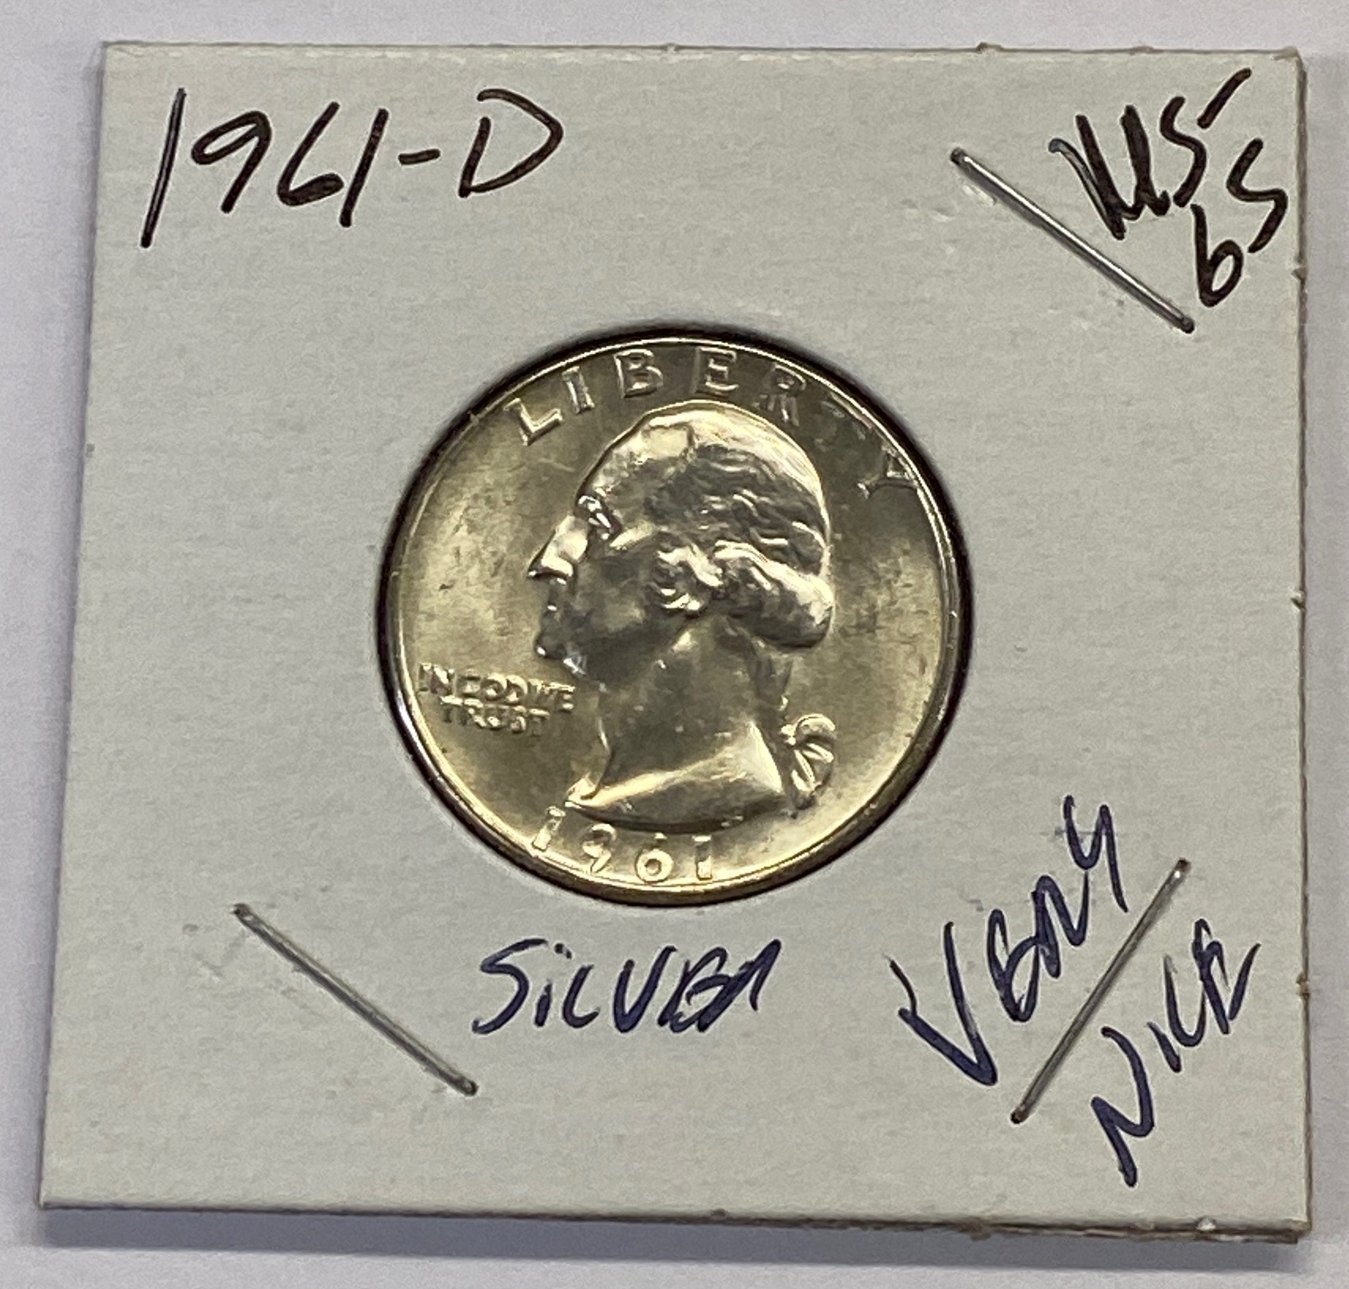 1961-D
MS
65
LIBERTY
IN GOD WE
TRUST
1961
SILVER
VERY
NICE